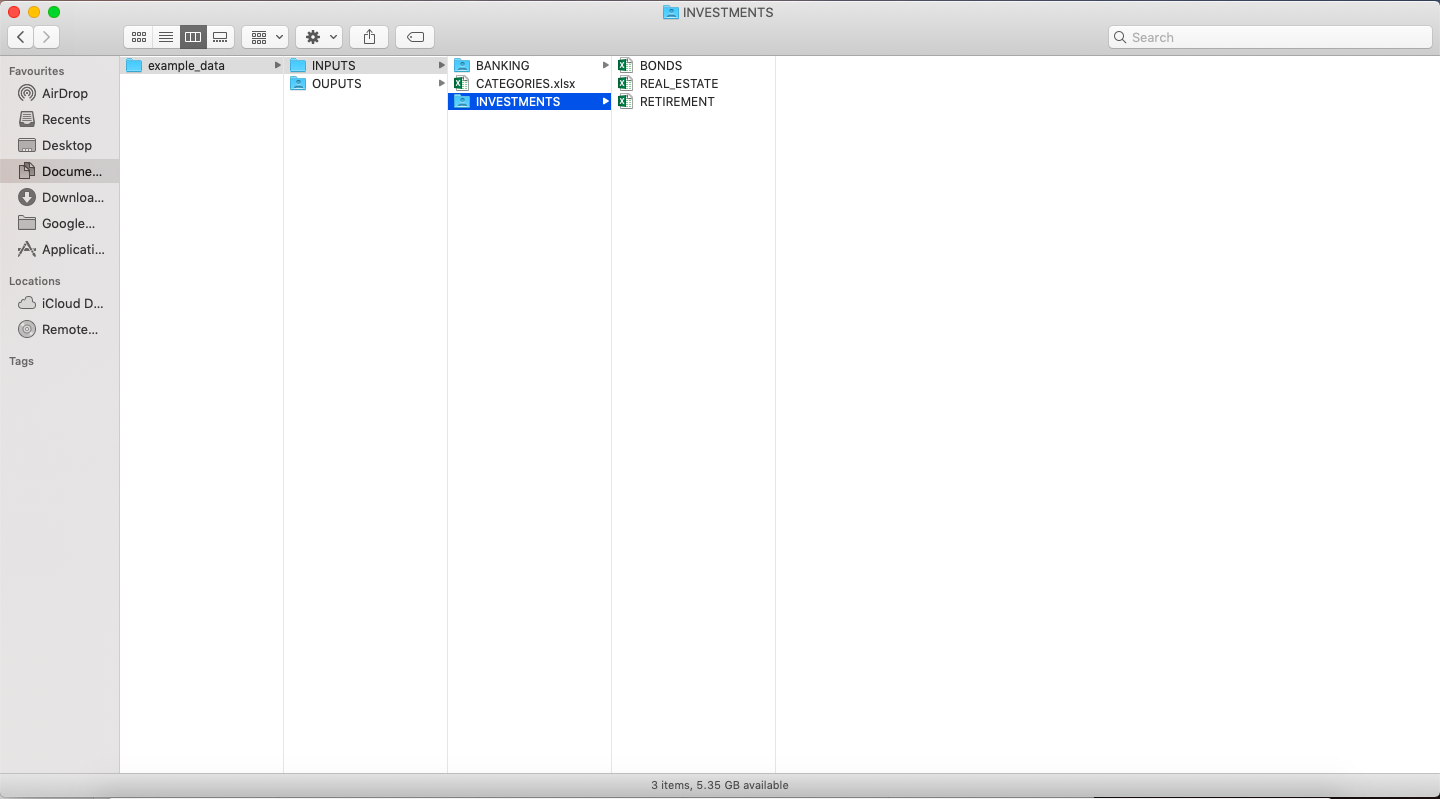 INVESTMENTS
Search
Favourites
AirDrop
Recents
Desktop
Docume...
Downloa...
Google...
Applicati...
Locations
iCloud D...
Remote...
Tags
example_data
INPUTS
OUPUTS
BANKING
CATEGORIES.xlsx
INVESTMENTS
BONDS
REAL_ESTATE
RETIREMENT
3 items, 5.35 GB available